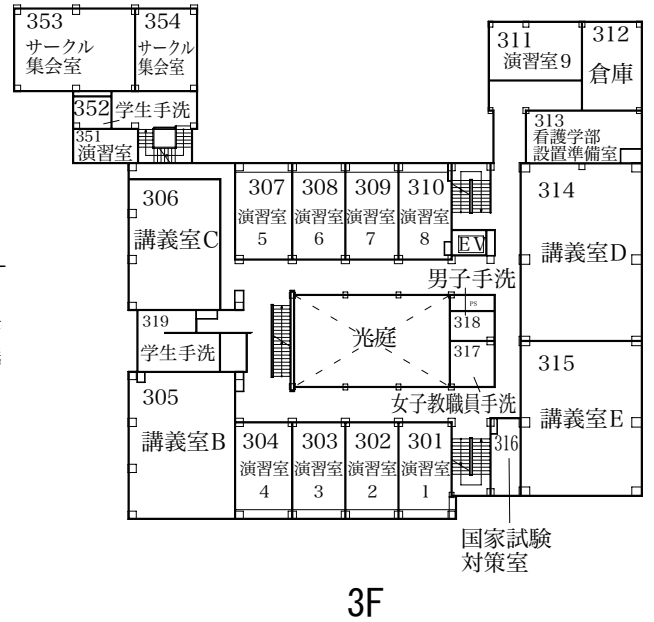 353
サークル
集会室
354
サークル
集会室
311
演習室9
312
倉庫
352
学生手洗
351
演習室
313
看護学部
設置準備室
306
講義室C
307
演習室
5
308
演習室
6
309
演習室
7
310
演習室
8
314
講義室D
EV
男子手洗
PS
318
319
学生手洗
光庭
317
315
講義室E
女子教職員手洗
305
講義室B
304
演習室
4
303
演習室
3
302
演習室
2
301
演習室
1
316
国家試験
対策室
3F